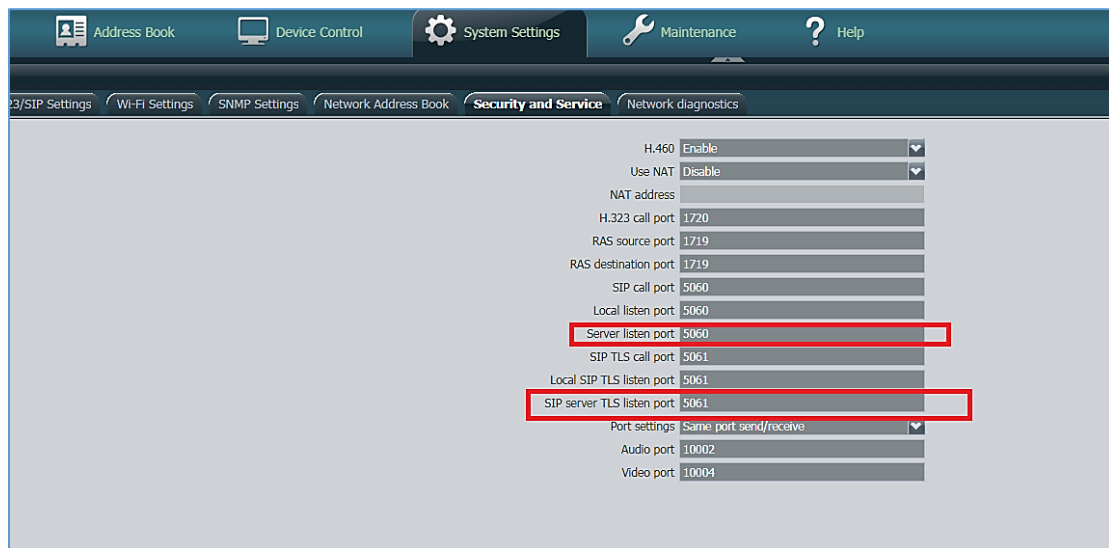 Address Book Device Control System Settings Maintenance ? Help
23/SIP Settings Wi-Fi Settings SNMP Settings Network Address Book Security and Service Network diagnostics
H.460 Enable
Use NAT Disable
NAT address
H.323 call port 1720
RAS source port 1719
RAS destination port 1719
SIP call port 5060
Local listen port 5060
Server listen port 5060
SIP TLS call port 5061
Local SIP TLS listen port 5061
SIP server TLS listen port 5061
Port settings Same port send/receive
Audio port 10002
Video port 10004